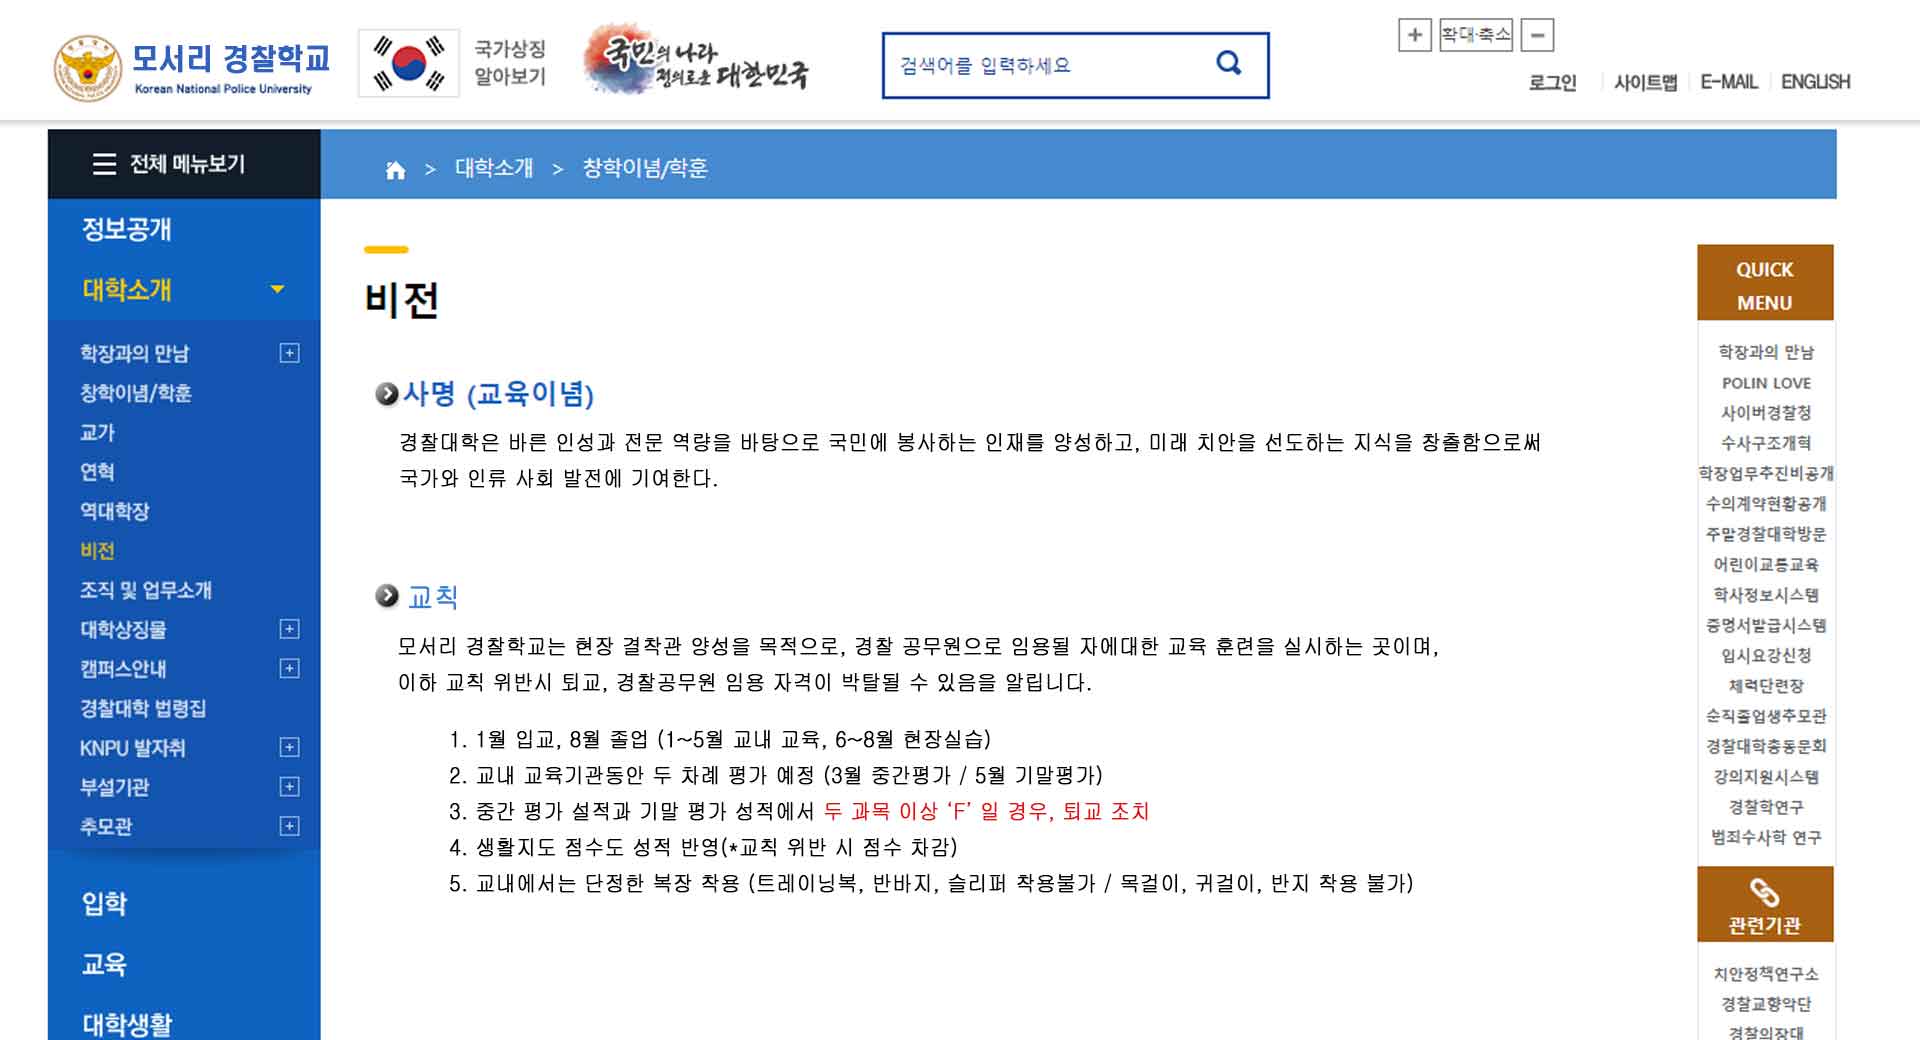 모서리 경찰학교
Korean National Police University
국가상징
알아보기
국민의 나라
정의로운 대한민국
검색어를 입력하세요
확대·축소
로그인
사이트맵
E-MAIL
ENGLISH
전체 메뉴보기
> 대학소개 > 창학이념/학훈
정보공개
대학소개
학장과의 만남
창학이념/학훈
교가
연혁
역대학장
비전
조직 및 업무소개
대학상징물
캠퍼스안내
경찰대학 법령집
KNPU 발자취
부설기관
추모관
입학
교육
대학생활
비전
사명 (교육이념)
경찰대학은 바른 인성과 전문 역량을 바탕으로 국민에 봉사하는 인재를 양성하고, 미래 치안을 선도하는 지식을 창출함으로써
국가와 인류 사회 발전에 기여한다.
교칙
모서리 경찰학교는 현장 결착관 양성을 목적으로, 경찰 공무원으로 임용될 자에대한 교육 훈련을 실시하는 곳이며,
이하 교칙 위반시 퇴교, 경찰공무원 임용 자격이 박탈될 수 있음을 알립니다.
1. 1월 입교, 8월 졸업 (1~5월 교내 교육, 6~8월 현장실습)
2. 교내 교육기관동안 두 차례 평가 예정 (3월 중간평가 / 5월 기말평가)
3. 중간 평가 설적과 기말 평가 성적에서 두 과목 이상 ‘F’ 일 경우, 퇴교 조치
4. 생활지도 점수도 성적 반영(*교칙 위반 시 점수 차감)
5. 교내에서는 단정한 복장 착용 (트레이닝복, 반바지, 슬리퍼 착용불가 / 목걸이, 귀걸이, 반지 착용 불가)
QUICK
MENU
학장과의 만남
POLIN LOVE
사이버경찰청
수사구조개혁
학장업무추진비공개
수의계약현황공개
주말경찰대학방문
어린이교통교육
학사정보시스템
증명서발급시스템
입시요강신청
체력단련장
순직졸업생추모관
경찰대학총동문회
강의지원시스템
경찰학연구
범죄수사학 연구
관련기관
치안정책연구소
경찰교향악단
경찰의장대